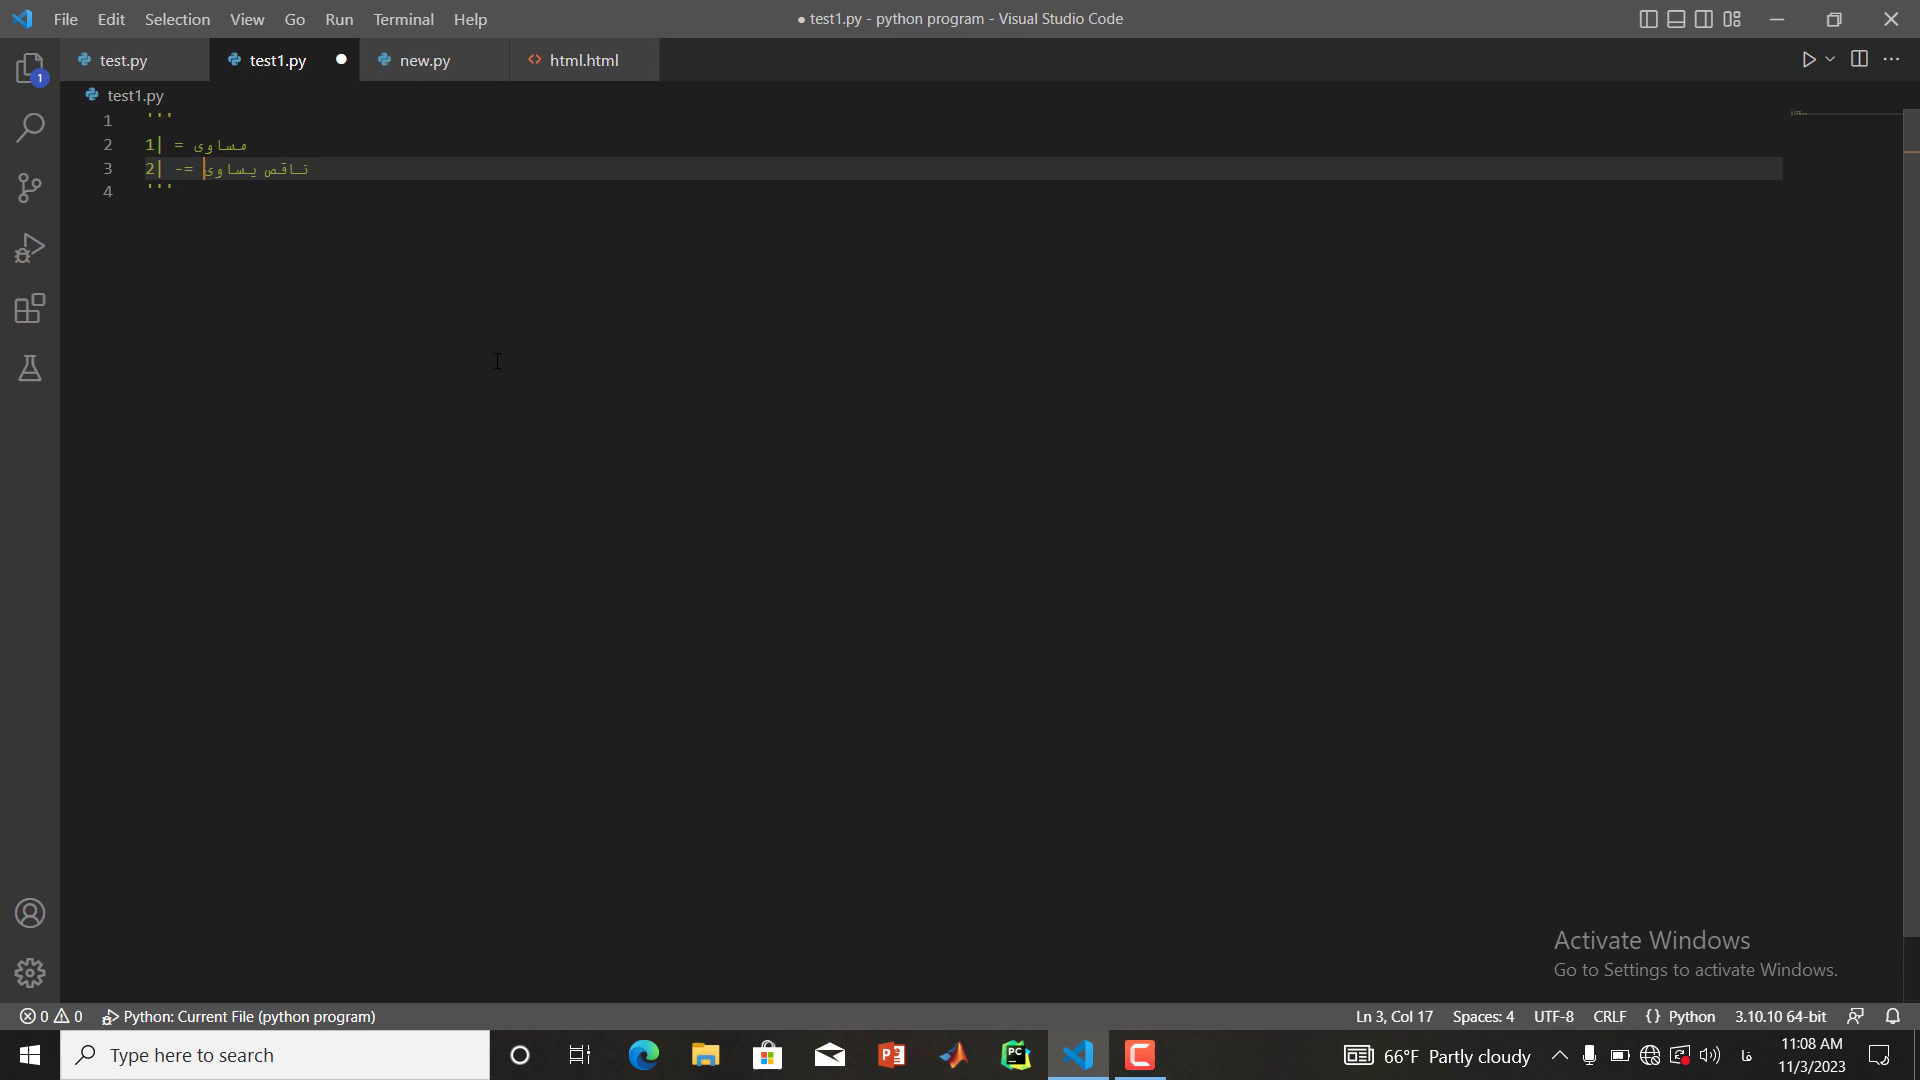 File Edit Selection View Go Run Terminal Help
● test1.py - python program - Visual Studio Code
1
test.py
test1.py
new.py
html.html
test1.py
1 '''
2 1| = مساوی
3 2| -= ناقص یساوی
4 '''
Activate Windows
Go to Settings to activate Windows.
0 0 Python: Current File (python program)
Ln 3, Col 17 Spaces: 4 UTF-8 CRLF {} Python 3.10.10 64-bit
Type here to search
66°F Partly cloudy
فا
11:08 AM
11/3/2023